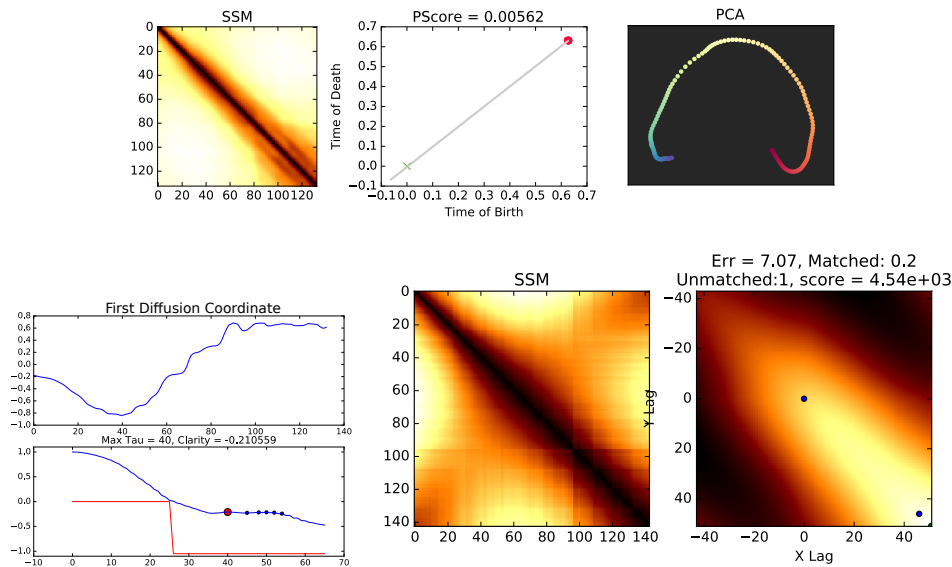 SSM
0
20
40
60
80
100
120
0 20 40 60 80 100 120
PScore = 0.00562
Time of Death
0.7
0.6
0.5
0.4
0.3
0.2
0.1
0.0
−0.1
−0.1 0.0 0.1 0.2 0.3 0.4 0.5 0.6 0.7
Time of Birth
PCA
First Diffusion Coordinate
0.8
0.6
0.4
0.2
0.0
−0.2
−0.4
−0.6
−0.8
−1.0
0 20 40 60 80 100 120 140
Max Tau = 40, Clarity = -0.210559
1.0
0.5
0.0
−0.5
−1.0
−10 0 10 20 30 40 50 60 70
SSM
0
20
40
60
80
100
120
140
0 20 40 60 80 100 120 140
Err = 7.07, Matched: 0.2
Unmatched:1, score = 4.54e+03
Y Lag
−40
−20
0
20
40
−40 −20 0 20 40
X Lag